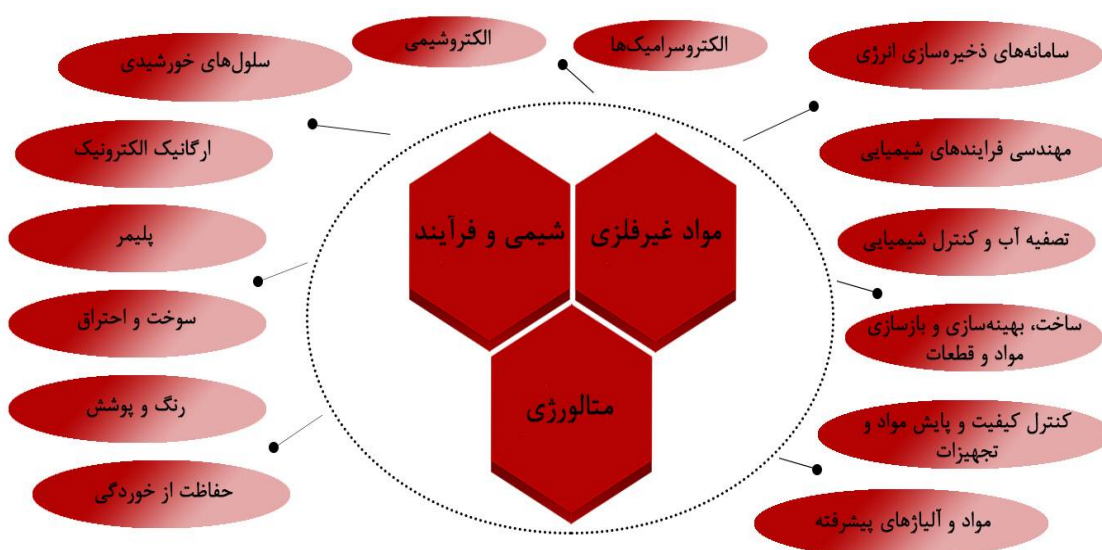 الکتروسرامیک‌ها
الکتروشیمی
سامانه‌های ذخیره‌سازی انرژی
سلول‌های خورشیدی
مهندسی فرایندهای شیمیایی
ارگانیک الکترونیک
مواد غیرفلزی
شیمی و فرآیند
تصفیه آب و کنترل شیمیایی
پلیمر
ساخت، بهینه‌سازی و بازسازی
مواد و قطعات
سوخت و احتراق
متالورژی
کنترل کیفیت و پایش مواد و
تجهیزات
رنگ و پوشش
حفاظت از خوردگی
مواد و آلیاژهای پیشرفته